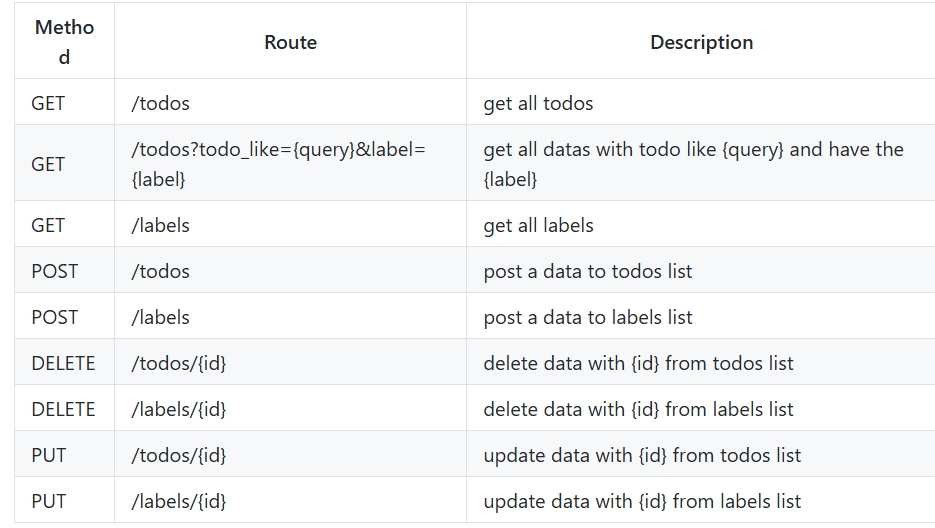 Metho
d
Route
Description
GET
/todos
get all todos
GET
/todos?todo_like={query}&label=
{label}
get all datas with todo like {query} and have the
{label}
GET
/labels
get all labels
POST
/todos
post a data to todos list
POST
/labels
post a data to labels list
DELETE
/todos/{id}
delete data with {id} from todos list
DELETE
/labels/{id}
delete data with {id} from labels list
PUT
/todos/{id}
update data with {id} from todos list
PUT
/labels/{id}
update data with {id} from labels list